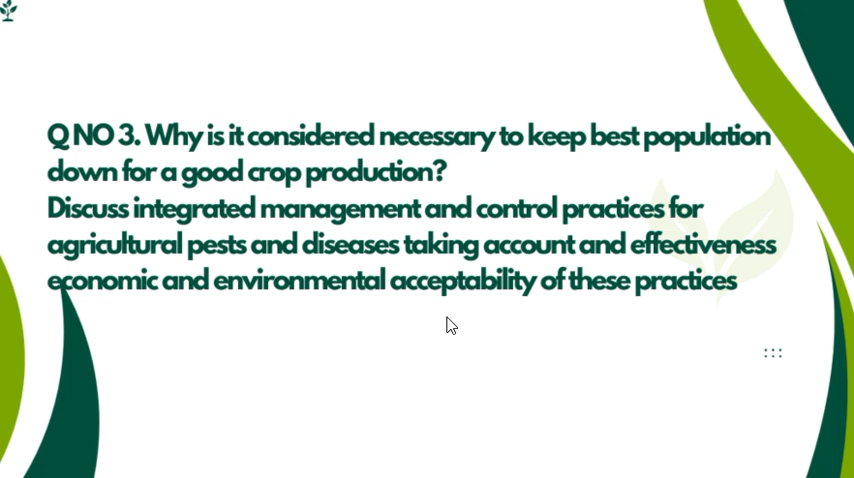 Q NO 3. Why is it considered necessary to keep best population
down for a good crop production?
Discuss integrated management and control practices for
agricultural pests and diseases taking account and effectiveness
economic and environmental acceptability of these practices